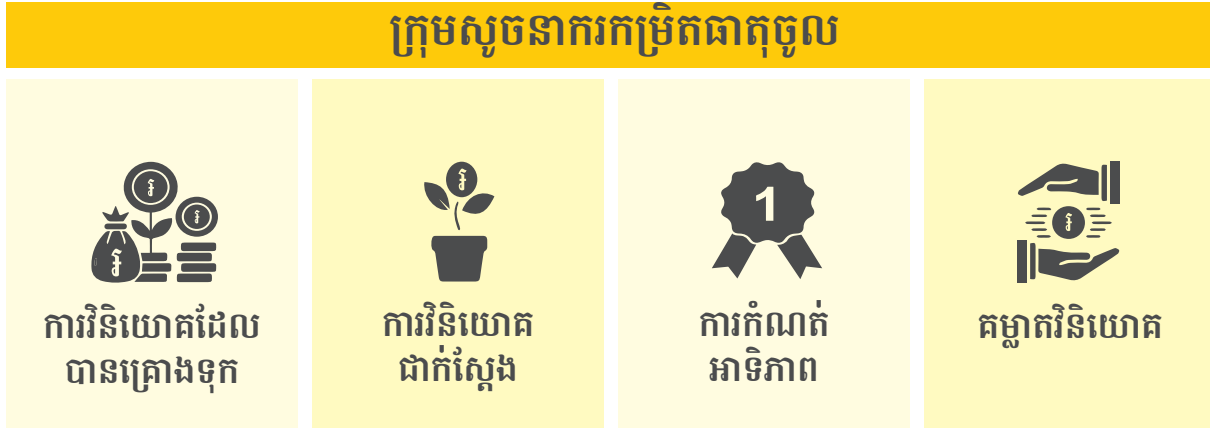 ក្រុមសូចនាករកម្រិតធាតុចូល
៛
៛
៛
ការវិនិយោគដែល
បានគ្រោងទុក
៛
ការវិនិយោគ
ជាក់ស្តែង
1
ការកំណត់
អាទិភាព
៛
គម្លាតវិនិយោគ